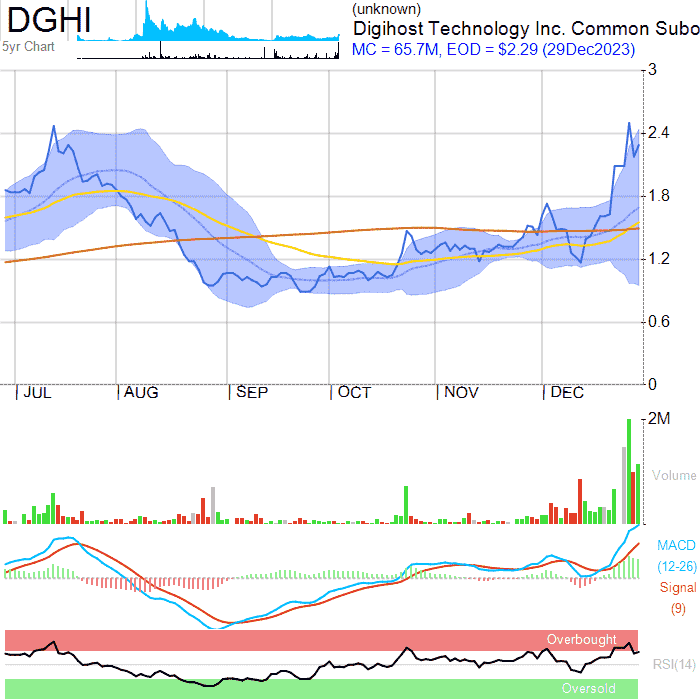 DGHI
(unknown)
Digihost Technology Inc. Common Subo
5yr Chart
MC = 65.7M, EOD = $2.29 (29Dec2023)
3
2.4
1.8
1.2
0.6
0
JUL AUG SEP OCT NOV DEC
2M
Volume
MACD
(12-26)
Signal
(9)
Overbought
RSI(14)
Oversold